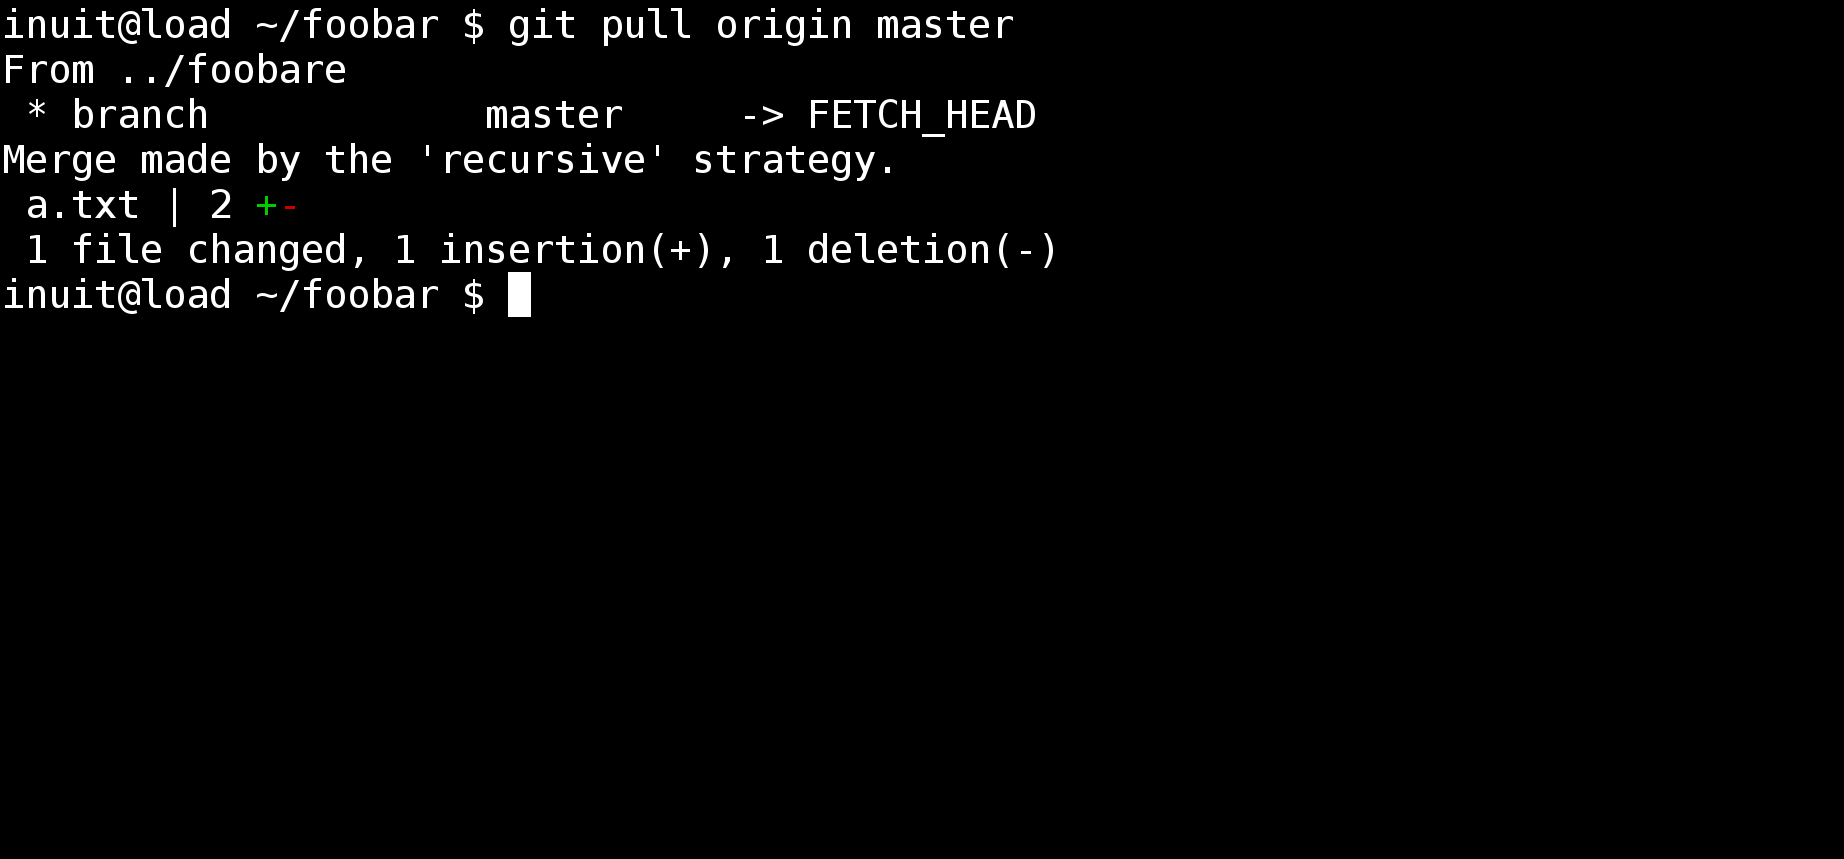 inuit@load ~/foobar $ git pull origin master
From ../foobare
 * branch            master     -> FETCH_HEAD
Merge made by the 'recursive' strategy.
 a.txt | 2 +-
 1 file changed, 1 insertion(+), 1 deletion(-)
inuit@load ~/foobar $